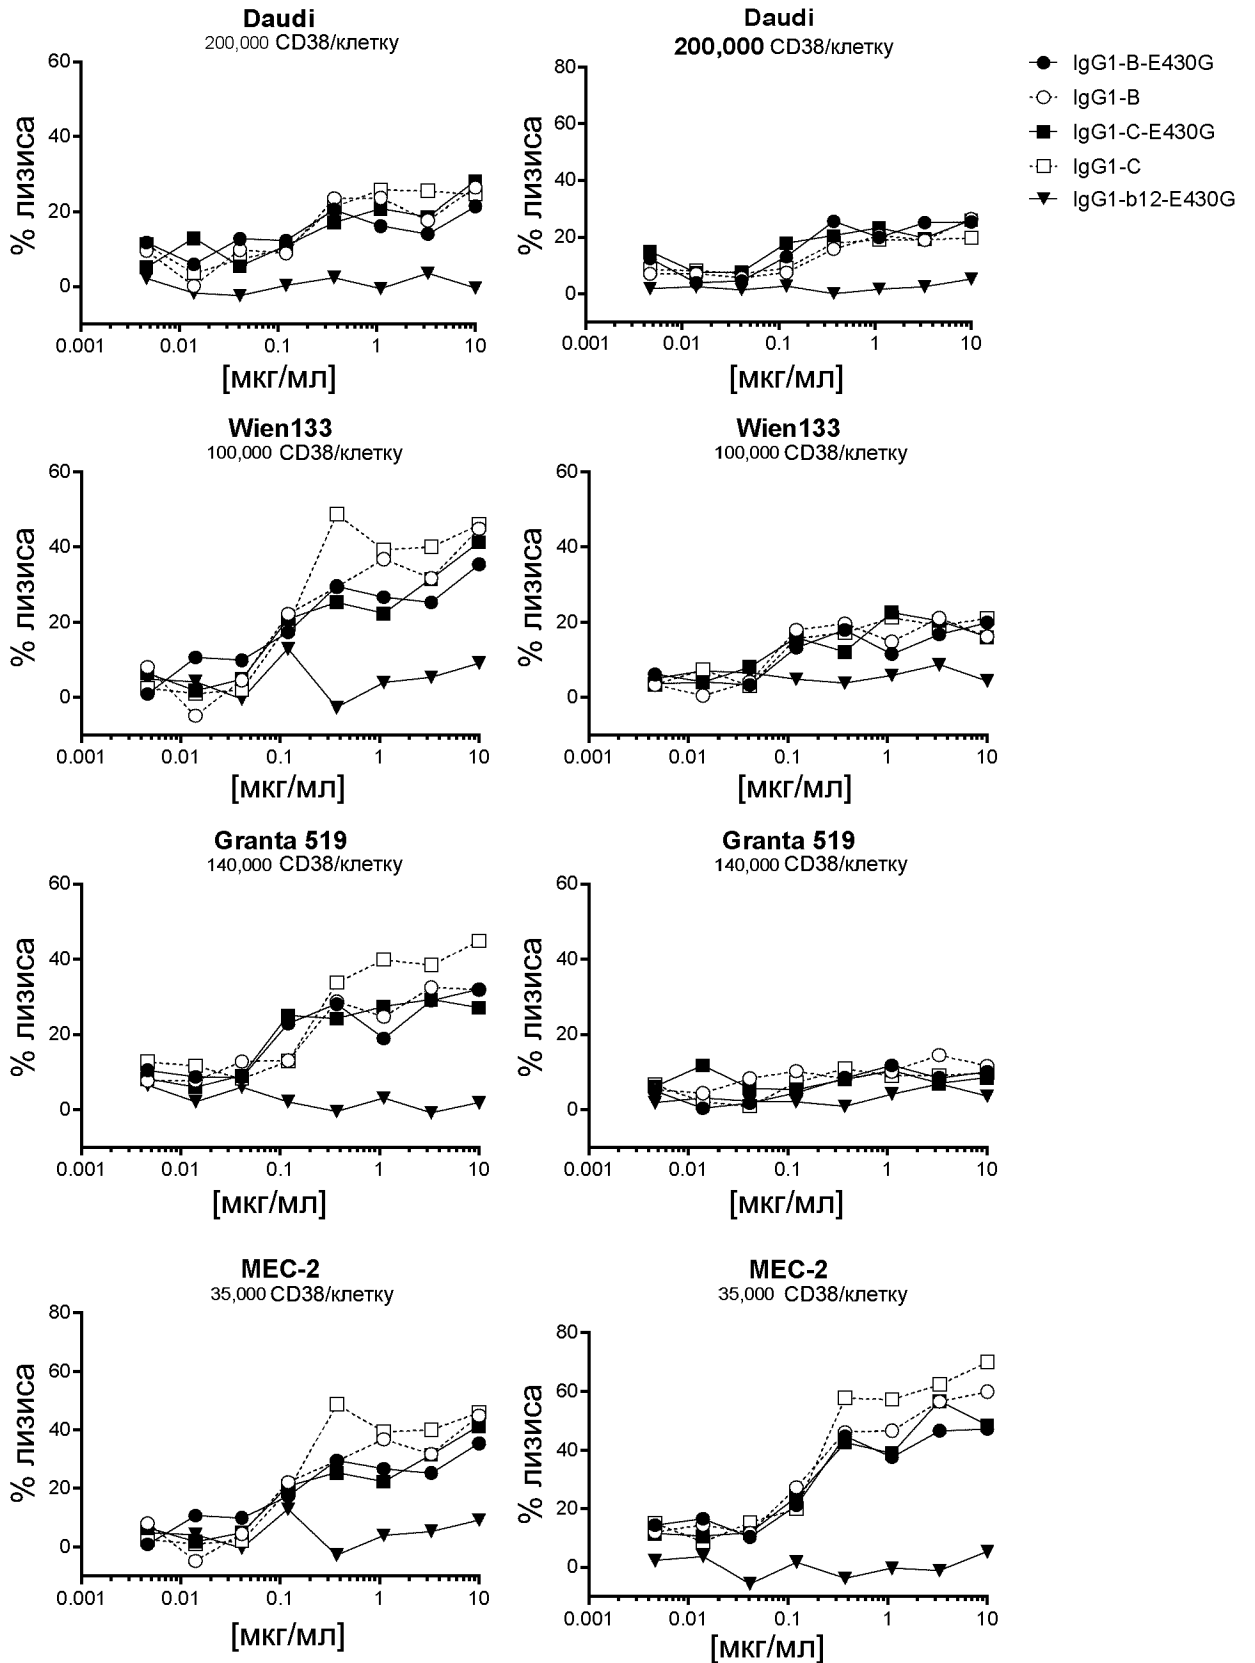 Daudi
200,000 CD38/клетку
60
40
20
0
% лизиса
0.001 0.01 0.1 1 10
[мкг/мл]
Daudi
200,000 CD38/клетку
80
60
40
20
0
% лизиса
0.001 0.01 0.1 1 10
[мкг/мл]
IgG1-B-E430G
IgG1-B
IgG1-C-E430G
IgG1-C
IgG1-b12-E430G
Wien133
100,000 CD38/клетку
60
40
20
0
% лизиса
0.001 0.01 0.1 1 10
[мкг/мл]
Wien133
100,000 CD38/клетку
60
40
20
0
% лизиса
0.001 0.01 0.1 1 10
[мкг/мл]
Granta 519
140,000 CD38/клетку
60
40
20
0
% лизиса
0.001 0.01 0.1 1 10
[мкг/мл]
Granta 519
140,000 CD38/клетку
60
40
20
0
% лизиса
0.001 0.01 0.1 1 10
[мкг/мл]
MEC-2
35,000 CD38/клетку
80
60
40
20
0
% лизиса
0.001 0.01 0.1 1 10
[мкг/мл]
MEC-2
35,000 CD38/клетку
80
60
40
20
0
% лизиса
0.001 0.01 0.1 1 10
[мкг/мл]